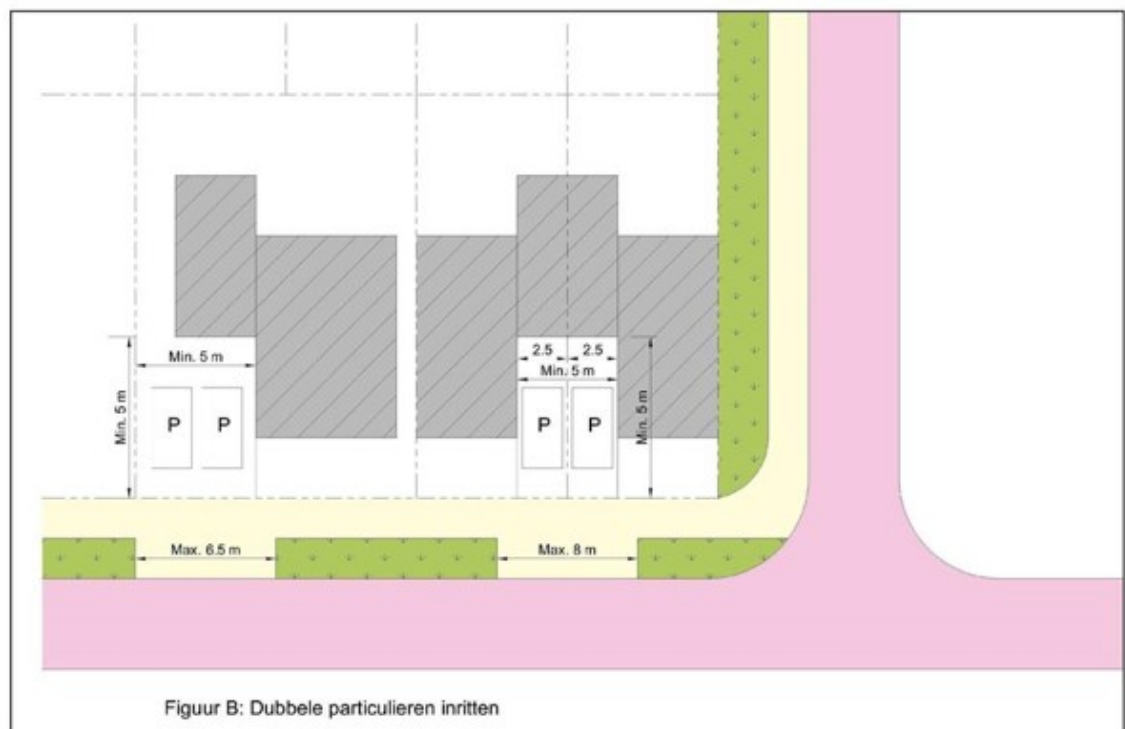 2.5 2.5
Min. 5 m Min. 5 m
Min. 5 m Min. 5 m
P P P P
Max. 6.5 m Max. 8 m
Figuur B: Dubbele particulieren inritten